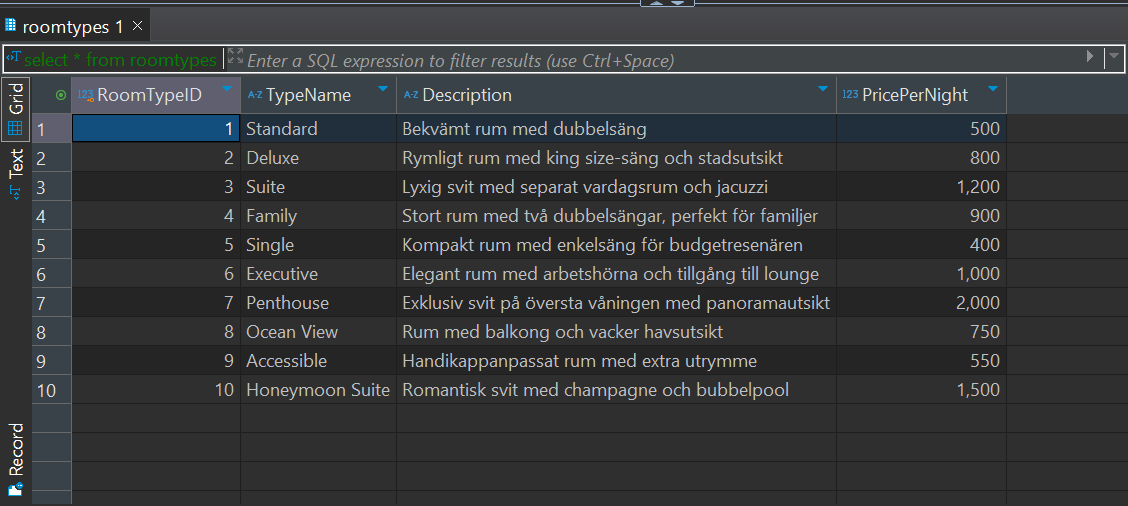 roomtypes 1
select * from roomtypes Enter a SQL expression to filter results (use Ctrl+Space)
Grid
Text
Record
123 RoomTypeID A-Z TypeName A-Z Description 123 PricePerNight
1 1 Standard Bekvämt rum med dubbelsäng 500
2 2 Deluxe Rymligt rum med king size-säng och stadsutsikt 800
3 3 Suite Lyxig svit med separat vardagsrum och jacuzzi 1,200
4 4 Family Stort rum med två dubbelsängar, perfekt för familjer 900
5 5 Single Kompakt rum med enkelsäng för budgetresenären 400
6 6 Executive Elegant rum med arbetshörna och tillgång till lounge 1,000
7 7 Penthouse Exklusiv svit på översta våningen med panoramautsikt 2,000
8 8 Ocean View Rum med balkong och vacker havsutsikt 750
9 9 Accessible Handikappanpassat rum med extra utrymme 550
10 10 Honeymoon Suite Romantisk svit med champagne och bubbelpool 1,500